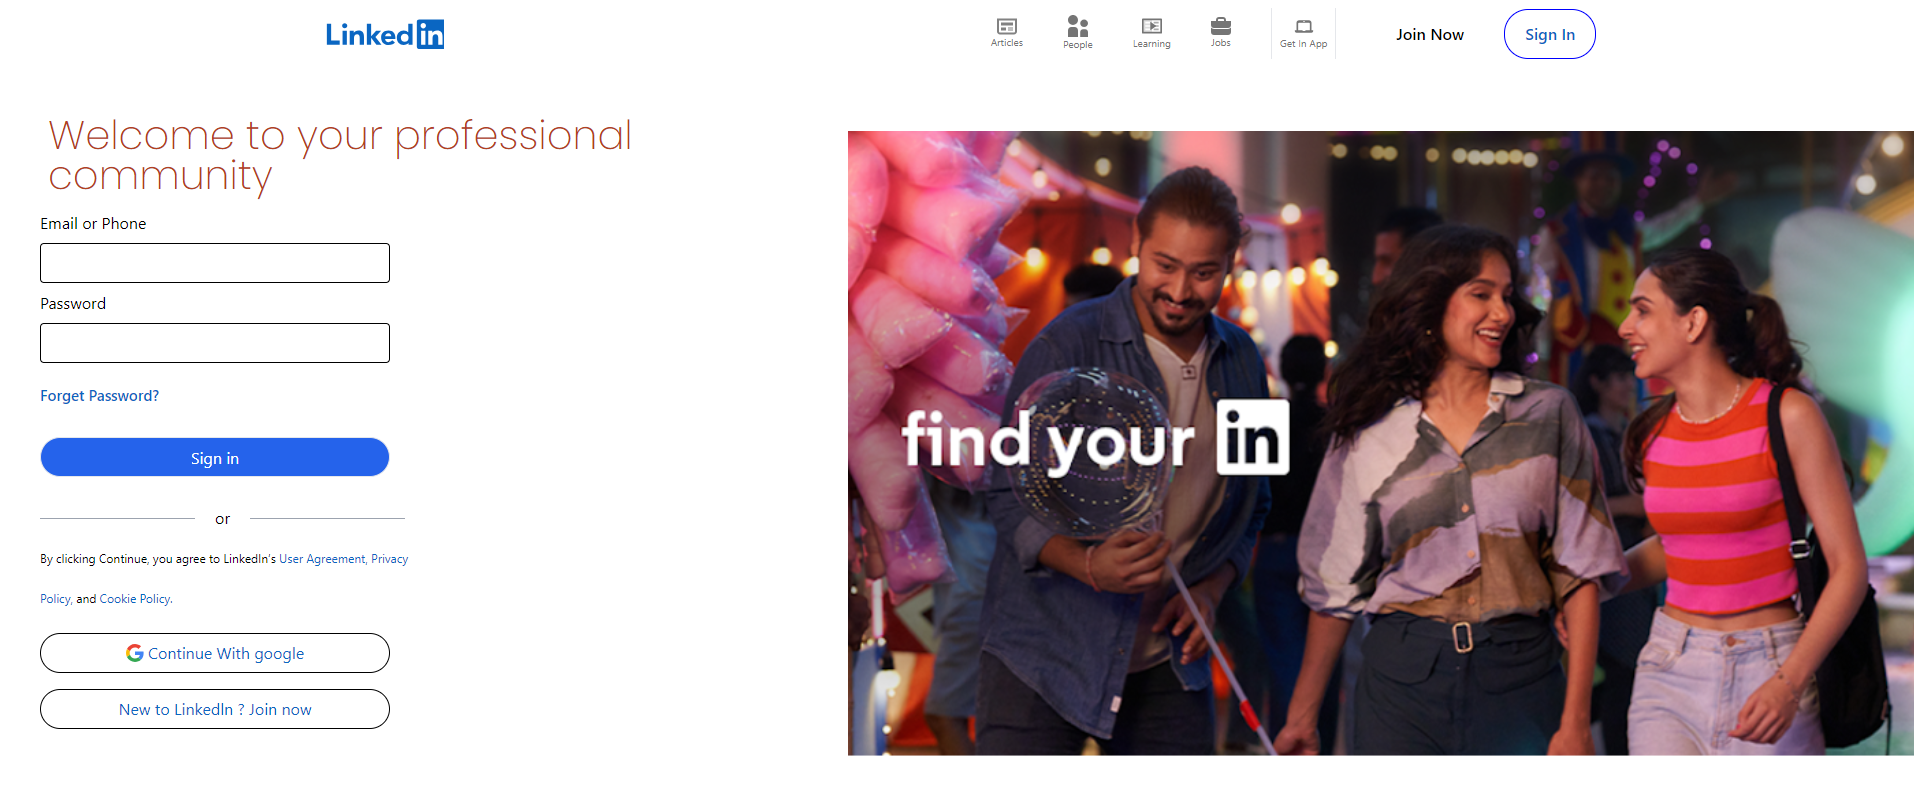 Linked in
Articles
People
Learning
Jobs
Get In App
Join Now
Sign In
Welcome to your professional
community
Email or Phone
Password
Forget Password?
Sign in
or
By clicking Continue, you agree to LinkedIn's User Agreement, Privacy
Policy, and Cookie Policy.
Continue With google
New to LinkedIn ? Join now
find your in